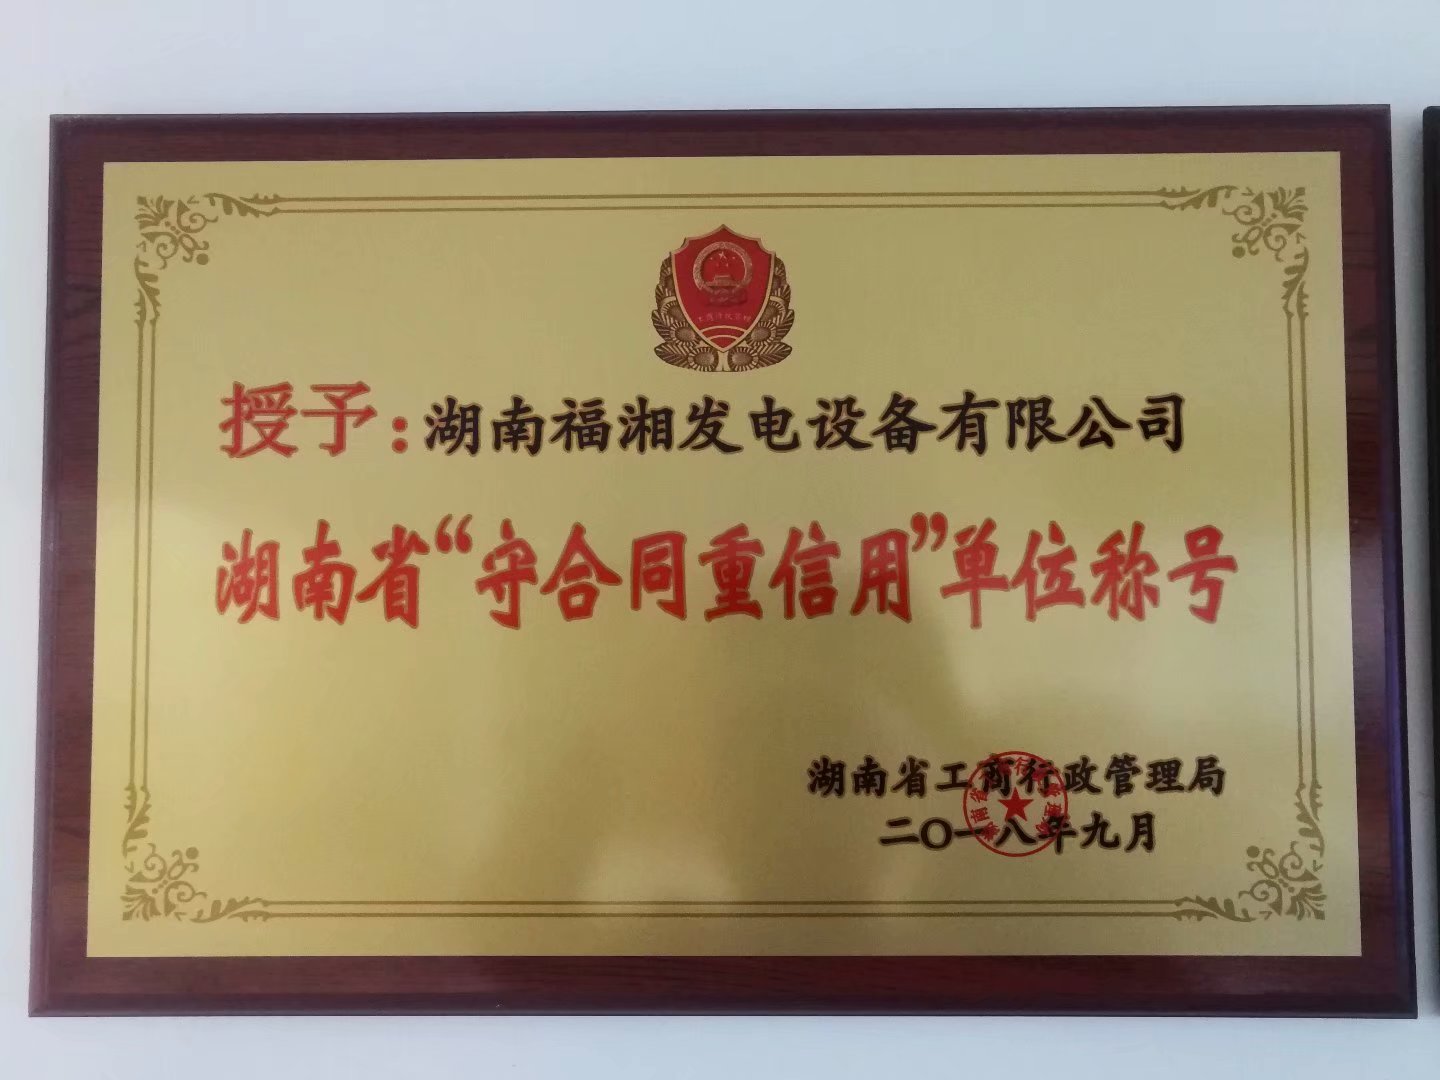 授予：湖南福湘发电设备有限公司
湖南省“守合同重信用”单位称号
湖南省工商行政管理局
二〇一八年九月